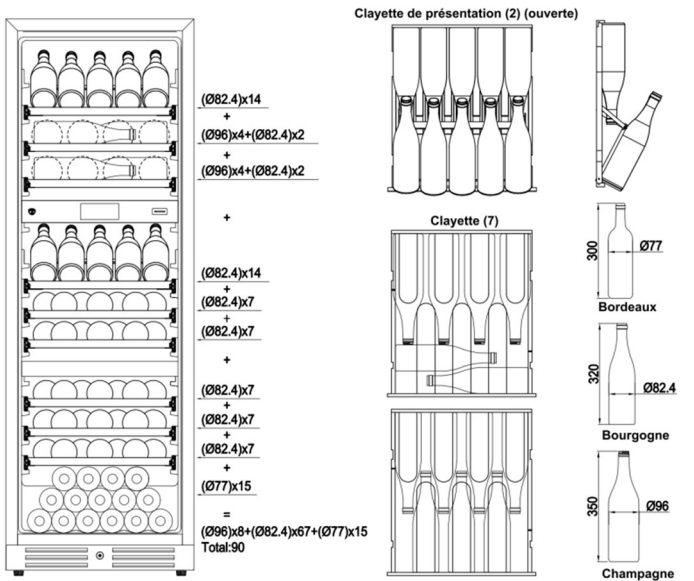 Clayette de présentation (2) (ouverte)
(Ø82.4)x14
+
(Ø96)x4+(Ø82.4)x2
+
(Ø96)x4+(Ø82.4)x2
+
(Ø82.4)x14
+
(Ø82.4)x7
+
(Ø82.4)x7
+
(Ø82.4)x7
+
(Ø82.4)x7
+
(Ø82.4)x7
+
(Ø77)x15
=
(Ø96)x8+(Ø82.4)x67+(Ø77)x15
Total:90
Clayette (7)
300
Ø77
Bordeaux
320
Ø82.4
Bourgogne
350
Ø96
Champagne